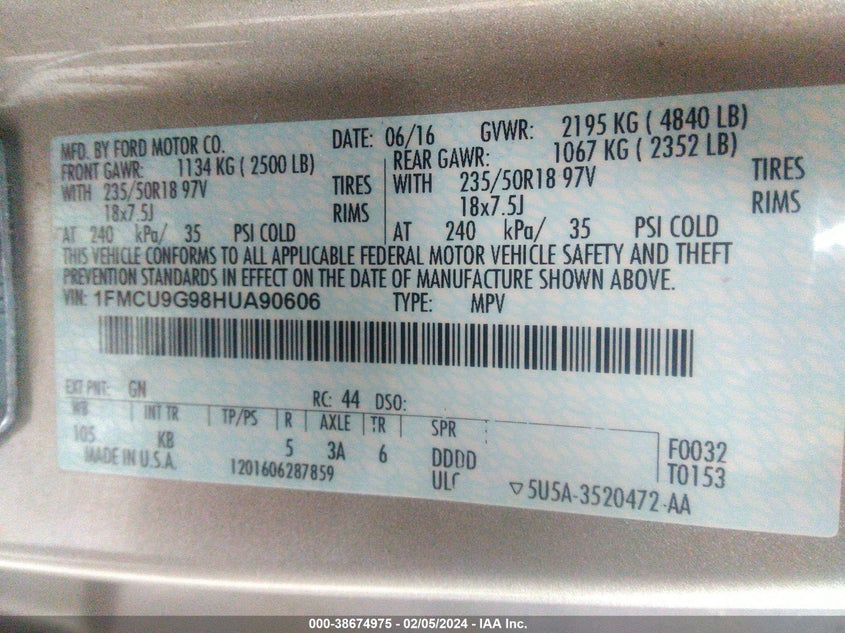 MFD. BY FORD MOTOR CO. DATE: 06/16 GVWR: 2195 KG ( 4840 LB)
FRONT GAWR: 1134 KG ( 2500 LB) REAR GAWR: 1067 KG ( 2352 LB)
WITH 235/50R18 97V TIRES WITH 235/50R18 97V TIRES
18x7.5J RIMS 18x7.5J RIMS
AT 240 kPa/ 35 PSI COLD AT 240 kPa/ 35 PSI COLD
THIS VEHICLE CONFORMS TO ALL APPLICABLE FEDERAL MOTOR VEHICLE SAFETY AND THEFT
PREVENTION STANDARDS IN EFFECT ON THE DATE OF MANUFACTURE SHOWN ABOVE.
VIN: 1FMCU9G98HUA90606 TYPE: MPV
EXT PNT: GN RC: 44 DSO:
WB INT TR TP/PS R AXLE TR SPR
105 KB 5 3A 6 DDDD F0032
MADE IN U.S.A. 1201606287859 T0153
▽5U5A-3520472-AA
000-38674975 - 02/05/2024 - IAA Inc.